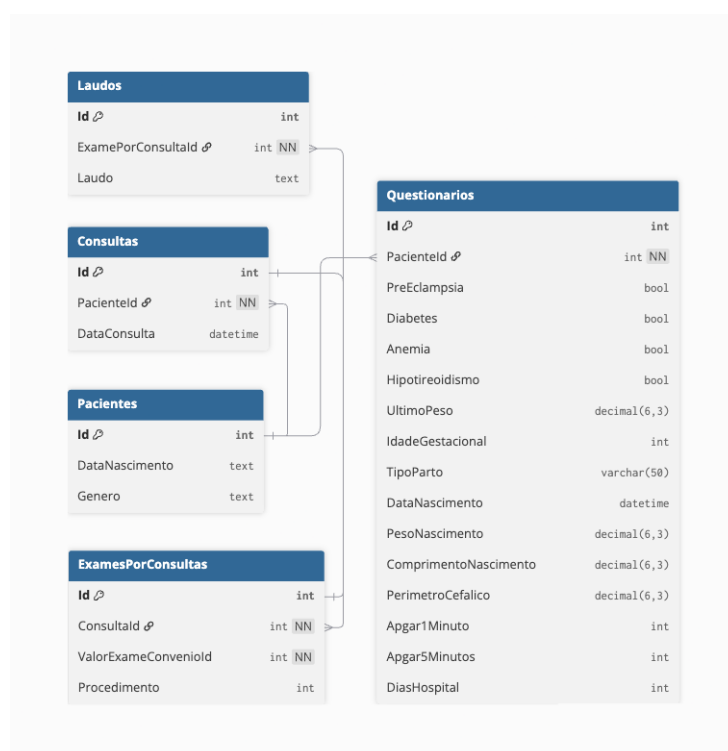 Laudos
Id int
ExamePorConsultaId int NN
Laudo text
Consultas
Id int
PacienteId int NN
DataConsulta datetime
Pacientes
Id int
DataNascimento text
Genero text
ExamesPorConsultas
Id int
ConsultaId int NN
ValorExameConvenioId int NN
Procedimento int
Questionarios
Id int
PacienteId int NN
PreEclampsia bool
Diabetes bool
Anemia bool
Hipotireoidismo bool
UltimoPeso decimal(6,3)
IdadeGestacional int
TipoParto varchar(50)
DataNascimento datetime
PesoNascimento decimal(6,3)
ComprimentoNascimento decimal(6,3)
PerimetroCefalico decimal(6,3)
Apgar1Minuto int
Apgar5Minutos int
DiasHospital int